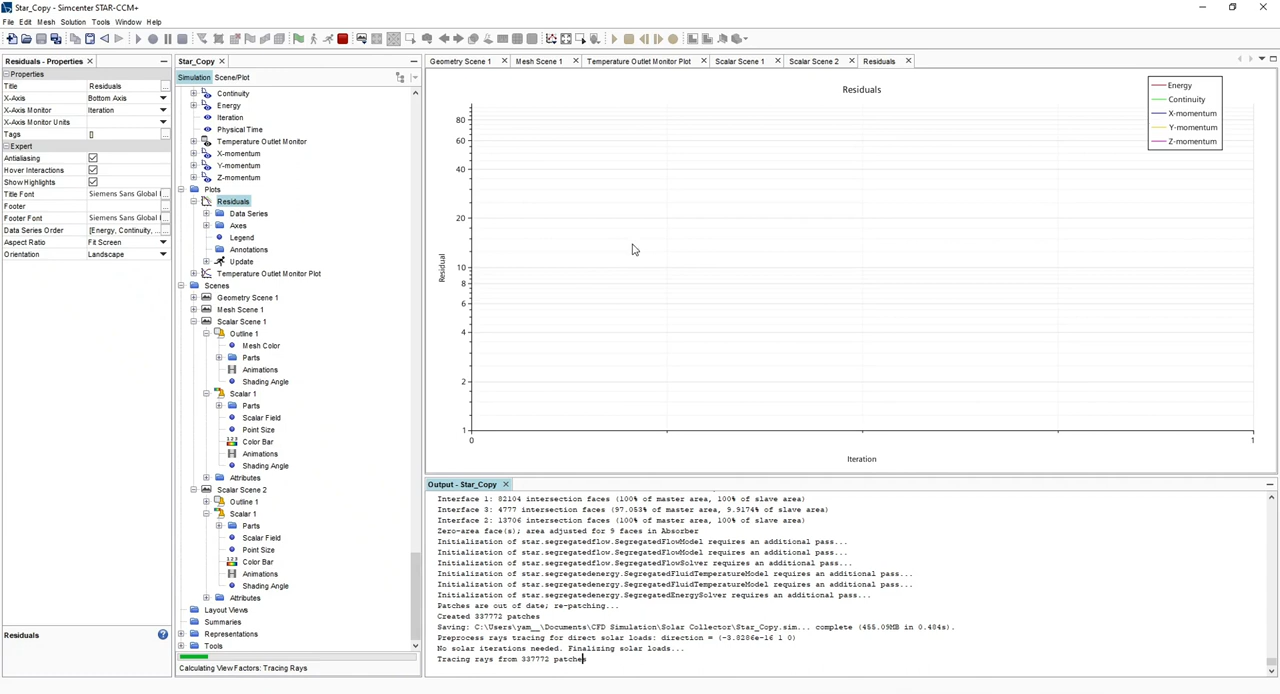 Star_Copy - Simcenter STAR-CCM+
File Edit Mesh Solution Tools Window Help
Residuals - Properties
Properties
Title Residuals
X-Axis Bottom Axis
X-Axis Monitor Iteration
X-Axis Monitor Units
Tags []
Expert
Antialiasing
Hover Interactions
Show Highlights
Title Font Siemens Sans Global
Footer
Footer Font Siemens Sans Global
Data Series Order [Energy, Continuity, ...
Aspect Ratio Fit Screen
Orientation Landscape
Residuals
Star_Copy
Simulation Scene/Plot
Continuity
Energy
Iteration
Physical Time
Temperature Outlet Monitor
X-momentum
Y-momentum
Z-momentum
Plots
Residuals
Data Series
Axes
Legend
Annotations
Update
Temperature Outlet Monitor Plot
Scenes
Geometry Scene 1
Mesh Scene 1
Scalar Scene 1
Outline 1
Mesh Color
Parts
Animations
Shading Angle
Scalar 1
Parts
Scalar Field
Point Size
Color Bar
Animations
Shading Angle
Attributes
Scalar Scene 2
Outline 1
Scalar 1
Parts
Scalar Field
Point Size
Color Bar
Animations
Shading Angle
Attributes
Layout Views
Summaries
Representations
Tools
Calculating View Factors: Tracing Rays
Geometry Scene 1 Mesh Scene 1 Temperature Outlet Monitor Plot Scalar Scene 1 Scalar Scene 2 Residuals
Residuals
Energy
Continuity
X-momentum
Y-momentum
Z-momentum
80
60
40
20
10
8
6
4
2
1
Residual
0 1
Iteration
Output - Star_Copy
Interface 1: 82104 intersection faces (100% of master area, 100% of slave area)
Interface 3: 4777 intersection faces (97.053% of master area, 9.9174% of slave area)
Interface 2: 13706 intersection faces (100% of master area, 100% of slave area)
Zero-area face(s); area adjusted for 9 faces in Absorber
Initialization of star.segregatedflow.SegregatedFlowModel requires an additional pass...
Initialization of star.segregatedflow.SegregatedFlowModel requires an additional pass...
Initialization of star.segregatedflow.SegregatedFlowSolver requires an additional pass...
Initialization of star.segregatedenergy.SegregatedFluidTemperatureModel requires an additional pass...
Initialization of star.segregatedenergy.SegregatedFluidTemperatureModel requires an additional pass...
Initialization of star.segregatedenergy.SegregatedEnergySolver requires an additional pass...
Patches are out of date; re-patching...
Created 337772 patches
Saving: C:\Users\yam__\Documents\CFD Simulation\Solar Collector\Star_Copy.sim... complete (455.09MB in 0.484s).
Preprocess rays tracing for direct solar loads: direction = (-3.8286e-16 1 0)
No solar iterations needed. Finalizing solar loads...
Tracing rays from 337772 patches